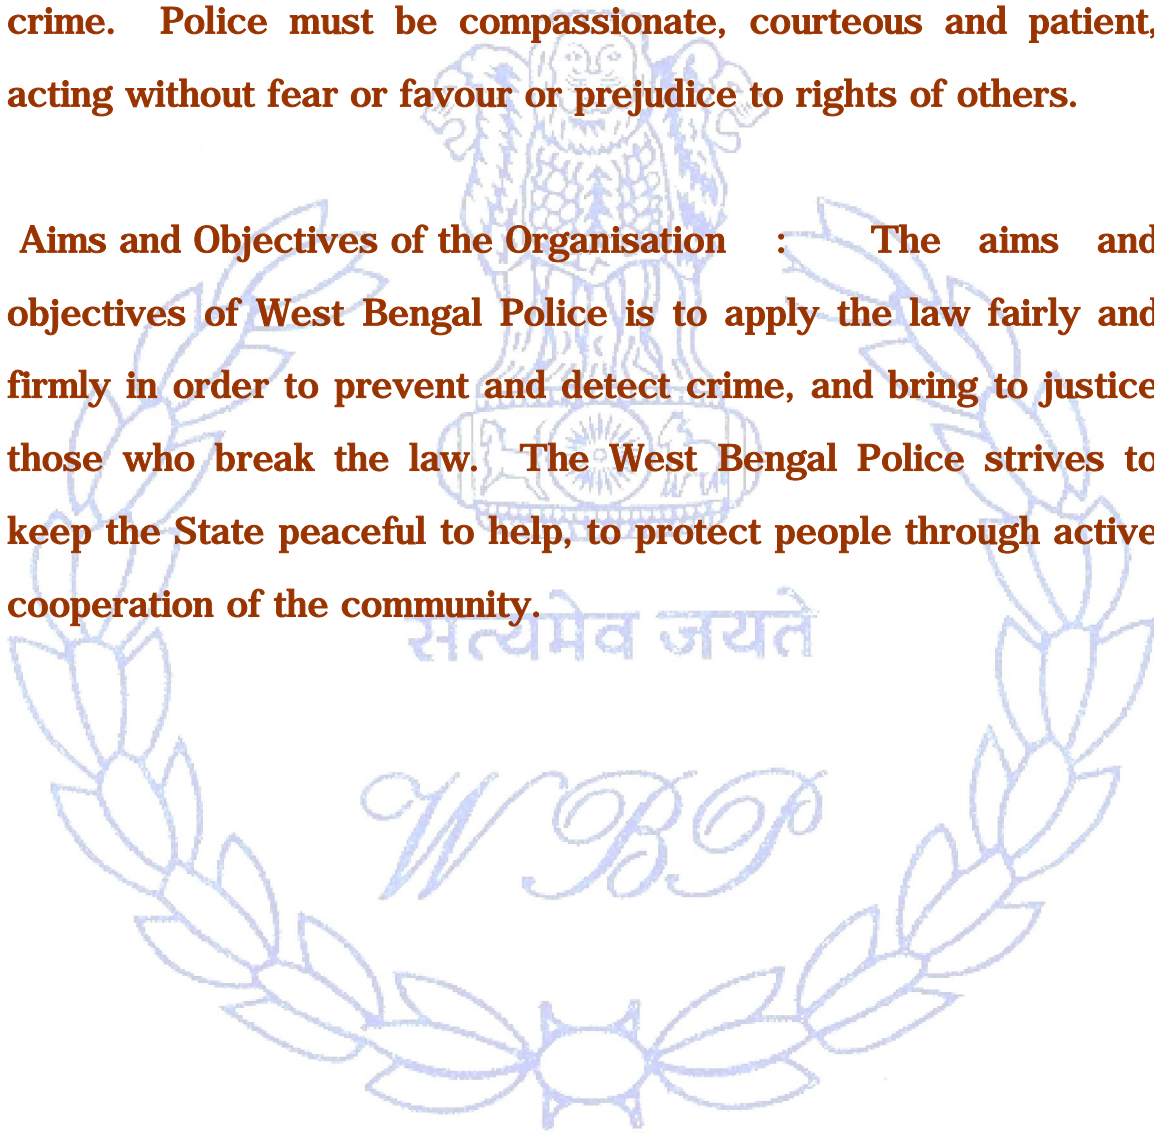 crime. Police must be compassionate, courteous and patient,
acting without fear or favour or prejudice to rights of others.
Aims and Objectives of the Organisation : The aims and
objectives of West Bengal Police is to apply the law fairly and
firmly in order to prevent and detect crime, and bring to justice
those who break the law. The West Bengal Police strives to
keep the State peaceful to help, to protect people through active
cooperation of the community.
सत्यमेव जयते
WBP